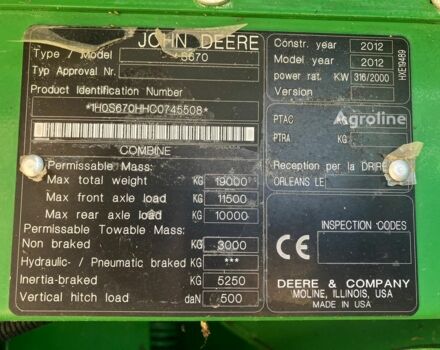 JOHN DEERE
Type / Model S670
Typ Approval Nr.
Product Identification Number
*1H0S670HHC0745508*
COMBINE
Permissable Mass:
Max total weight KG 19000
Max front axle load KG 11500
Max rear axle load KG 10000
Permissable Towable Mass:
Non braked KG 3000
Hydraulic- / Pneumatic braked KG ***
Inertia-braked KG 5250
Vertical hitch load daN 500
Constr. year 2012
Model year 2012
power rat. KW 316/2000
Version
HXE19489
PTAC
Agroline
PTRA KG
Reception per la DRIRE
ORLEANS LE
INSPECTION CODES
CE
DEERE & COMPANY
MOLINE, ILLINOIS, USA
MADE IN USA